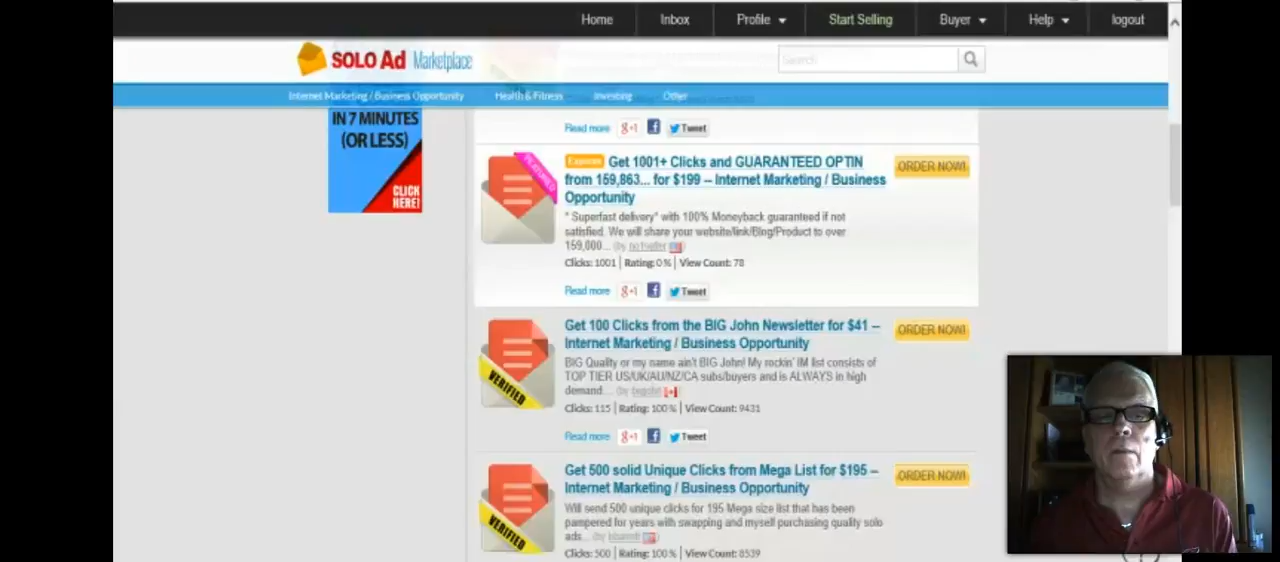 Home Inbox Profile Start Selling Buyer Help logout
SOLO Ad Marketplace
Search
Internet Marketing / Business Opportunity Health & Fitness Investing Other
IN 7 MINUTES
(OR LESS)
CLICK
HERE!
Read more g+1 f Tweet
FEATURED
Express Get 1001+ Clicks and GUARANTEED OPTIN
from 159,863... for $199 – Internet Marketing / Business
Opportunity
ORDER NOW!
* Superfast delivery* with 100% Moneyback guaranteed if not
satisfied. We will share your website/link/Blog/Product to over
159,000... (by
Clicks: 1001 | Rating: 0 % | View Count: 78
Read more g+1 f Tweet
Get 100 Clicks from the BIG John Newsletter for $41 –
Internet Marketing / Business Opportunity
ORDER NOW!
VERIFIED
BIG Quality or my name ain't BIG John! My rockin' IM list consists of
TOP TIER US/UK/AU/NZ/CA subs/buyers and is ALWAYS in high
demand... (by
Clicks: 115 | Rating: 100 % | View Count: 9431
Read more g+1 f Tweet
Get 500 solid Unique Clicks from Mega List for $195 –
Internet Marketing / Business Opportunity
ORDER NOW!
VERIFIED
Will send 500 unique clicks for 195 Mega size list that has been
pampered for years with swapping and myself purchasing quality solo
ads... (by
Clicks: 500 | Rating: 100 % | View Count: 8539